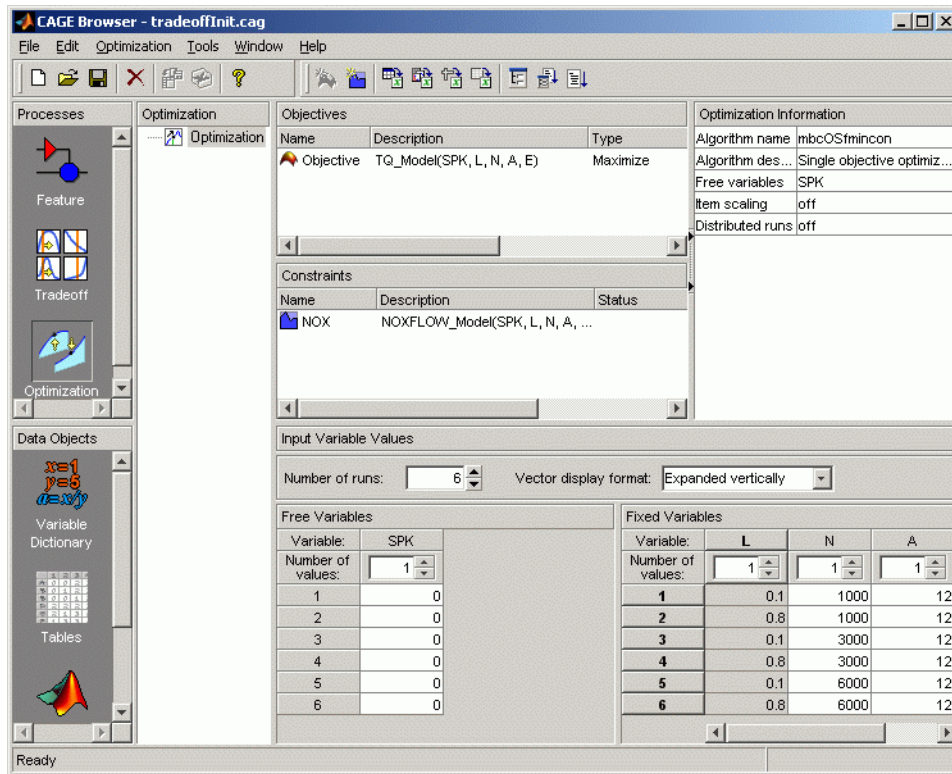 CAGE Browser - tradeoffInit.cag
File Edit Optimization Tools Window Help
Processes
Feature
Tradeoff
Optimization
Optimization
Optimization
Objectives
Name Description Type
Objective TQ_Model(SPK, L, N, A, E) Maximize
Constraints
Name Description Status
NOX NOXFLOW_Model(SPK, L, N, A, ...
Optimization Information
Algorithm name mbcOSfmincon
Algorithm des... Single objective optimiz...
Free variables SPK
Item scaling off
Distributed runs off
Data Objects
x=1
y=5
a=x/y
Variable
Dictionary
Tables
Input Variable Values
Number of runs: 6 Vector display format: Expanded vertically
Free Variables
Variable: SPK
Number of values: 1
1 0
2 0
3 0
4 0
5 0
6 0
Fixed Variables
Variable: L N A
Number of values: 1 1 1
1 0.1 1000 12
2 0.8 1000 12
3 0.1 3000 12
4 0.8 3000 12
5 0.1 6000 12
6 0.8 6000 12
Ready